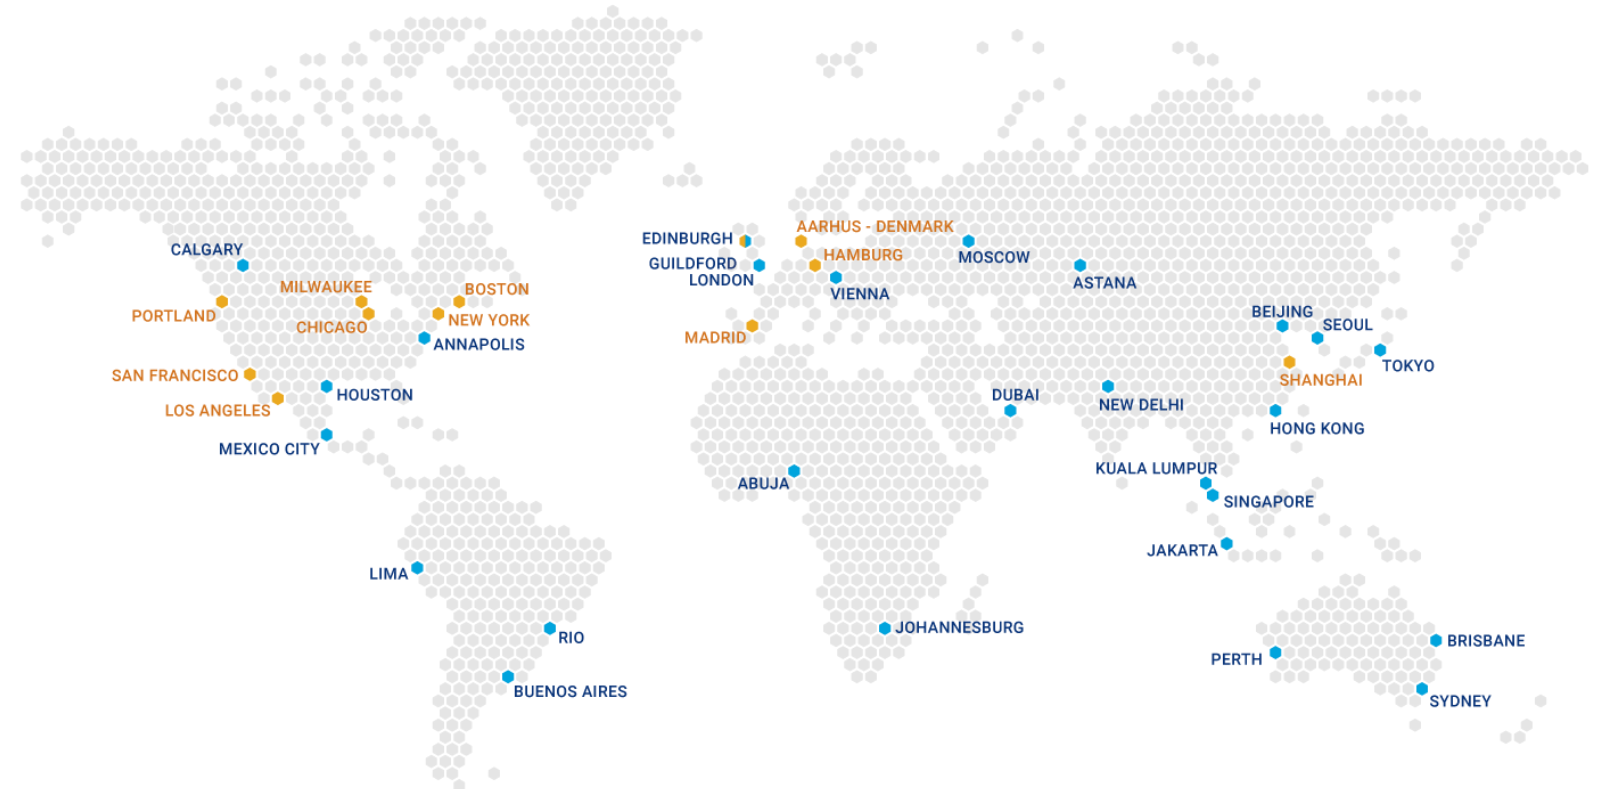 CALGARY
MILWAUKEE
BOSTON
PORTLAND
CHICAGO
NEW YORK
ANNAPOLIS
SAN FRANCISCO
HOUSTON
LOS ANGELES
MEXICO CITY
LIMA
RIO
BUENOS AIRES
EDINBURGH
GUILDFORD
LONDON
AARHUS - DENMARK
HAMBURG
VIENNA
MADRID
MOSCOW
ASTANA
BEIJING
SEOUL
TOKYO
SHANGHAI
DUBAI
NEW DELHI
HONG KONG
ABUJA
KUALA LUMPUR
SINGAPORE
JAKARTA
JOHANNESBURG
PERTH
BRISBANE
SYDNEY